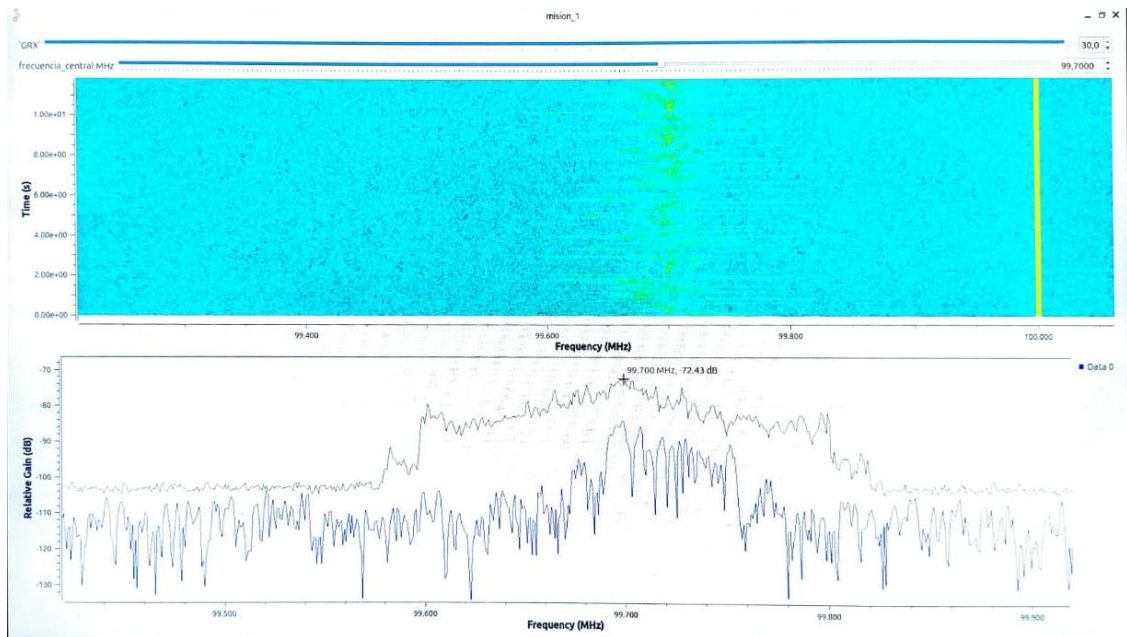 mision_1
'GRX'
30,0
frecuencia_central MHz
99,7000
1.00e+01
8.00e+00
6.00e+00
4.00e+00
2.00e+00
0.00e+00
Time (s)
99.400
99.600
99.800
100.000
Frequency (MHz)
-70
-80
-90
-100
-110
-120
-130
Relative Gain (dB)
99.700 MHz, -72.43 dB
Data 0
99.500
99.600
99.700
99.800
99.900
Frequency (MHz)